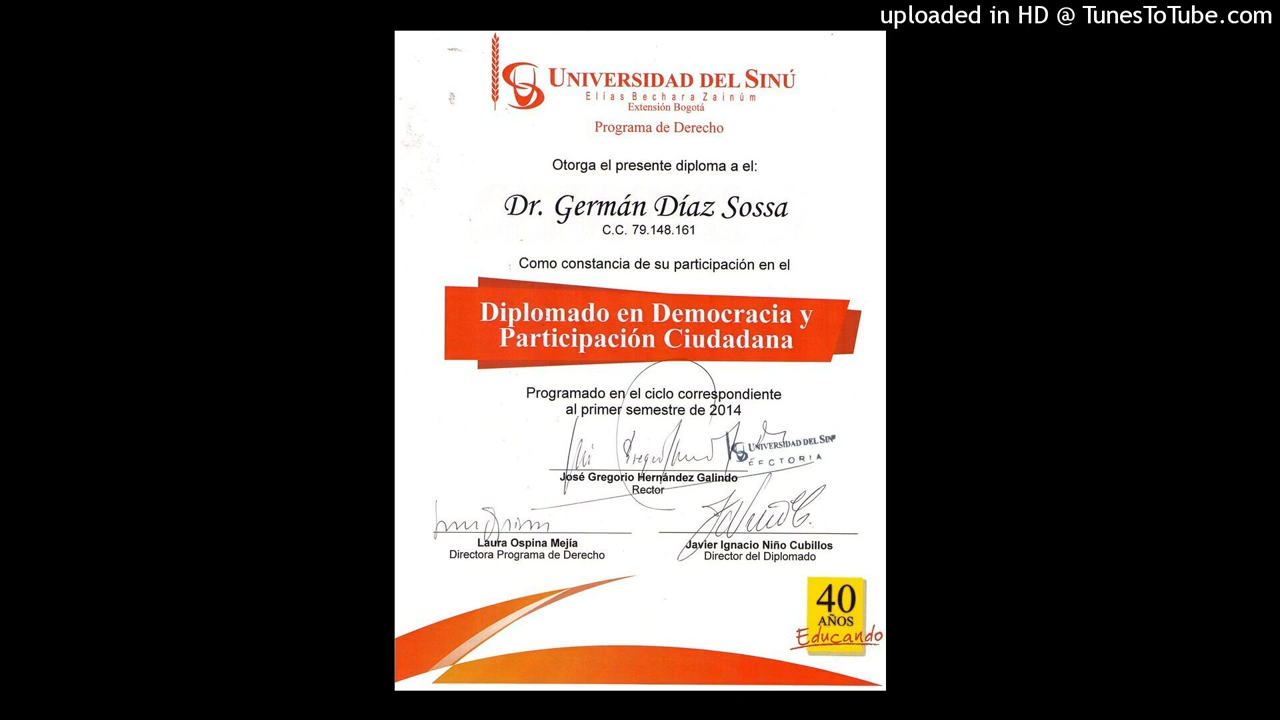 uploaded in HD @ TunesToTube.com
UNIVERSIDAD DEL SINÚ
Elías Bechara Zainúm
Extensión Bogotá
Programa de Derecho
Otorga el presente diploma a el:
Dr. Germán Díaz Sossa
C.C. 79.148.161
Como constancia de su participación en el
Diplomado en Democracia y
Participación Ciudadana
Programado en el ciclo correspondiente
al primer semestre de 2014
UNIVERSIDAD DEL SINÚ
José Gregorio Hernández Galindo
Rector
Laura Ospina Mejía
Directora Programa de Derecho
Javier Ignacio Niño Cubillos
Director del Diplomado
40
AÑOS
Educando